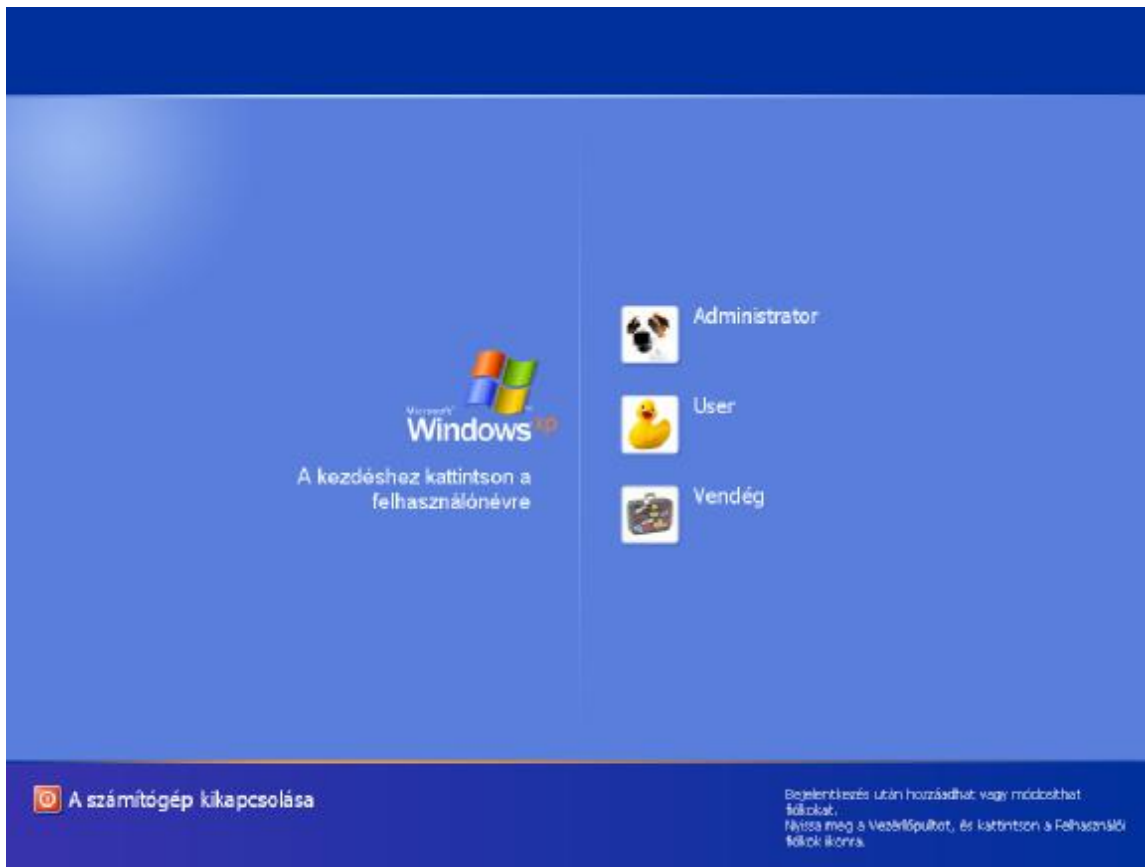 Administrator
Microsoft
Windows xp
User
A kezdéshez kattintson a
felhasználónévre
Vendég
A számítógép kikapcsolása
Bejelentkezés után hozzáadhat vagy módosíthat
fiókokat.
Nyissa meg a Vezérlőpultot, és kattintson a Felhasználói
fiókok ikonra.